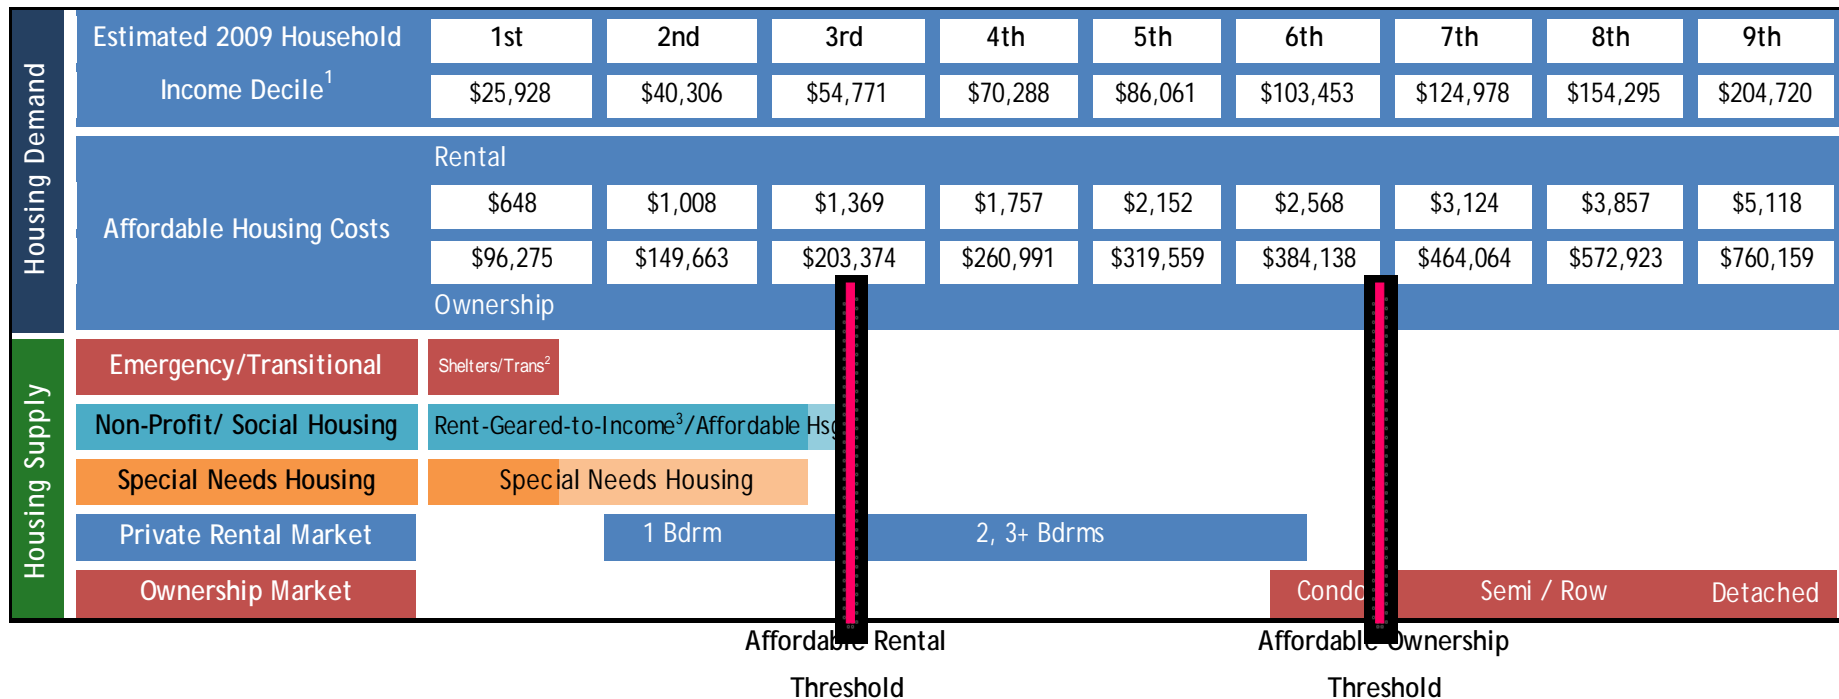 Housing Demand
Estimated 2009 Household
Income Decile1
1st 2nd 3rd 4th 5th 6th 7th 8th 9th
$25,928 $40,306 $54,771 $70,288 $86,061 $103,453 $124,978 $154,295 $204,720
Affordable Housing Costs
Rental
$648 $1,008 $1,369 $1,757 $2,152 $2,568 $3,124 $3,857 $5,118
$96,275 $149,663 $203,374 $260,991 $319,559 $384,138 $464,064 $572,923 $760,159
Ownership
Housing Supply
Emergency/Transitional Shelters/Trans2
Non-Profit/ Social Housing Rent-Geared-to-Income3/Affordable Hsg
Special Needs Housing Special Needs Housing
Private Rental Market 1 Bdrm 2, 3+ Bdrms
Ownership Market Condo Semi / Row Detached
Affordable Rental Affordable Ownership
Threshold Threshold